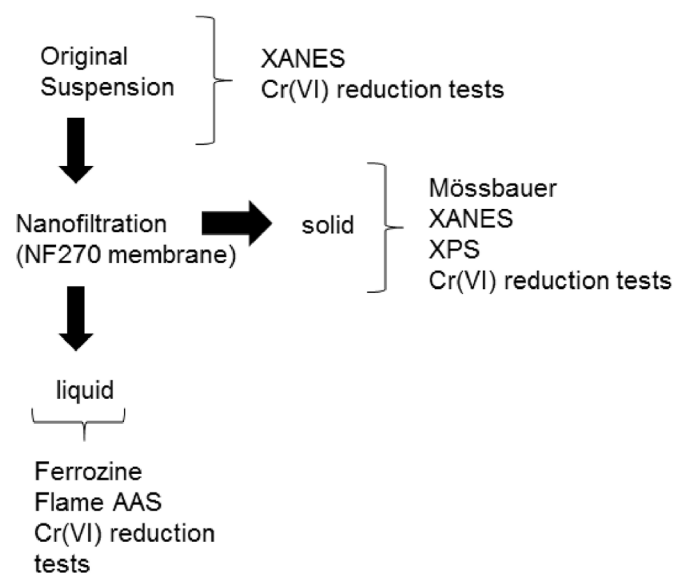 Original
Suspension
XANES
Cr(VI) reduction tests
Nanofiltration
(NF270 membrane)
solid
Mössbauer
XANES
XPS
Cr(VI) reduction tests
liquid
Ferrozine
Flame AAS
Cr(VI) reduction
tests